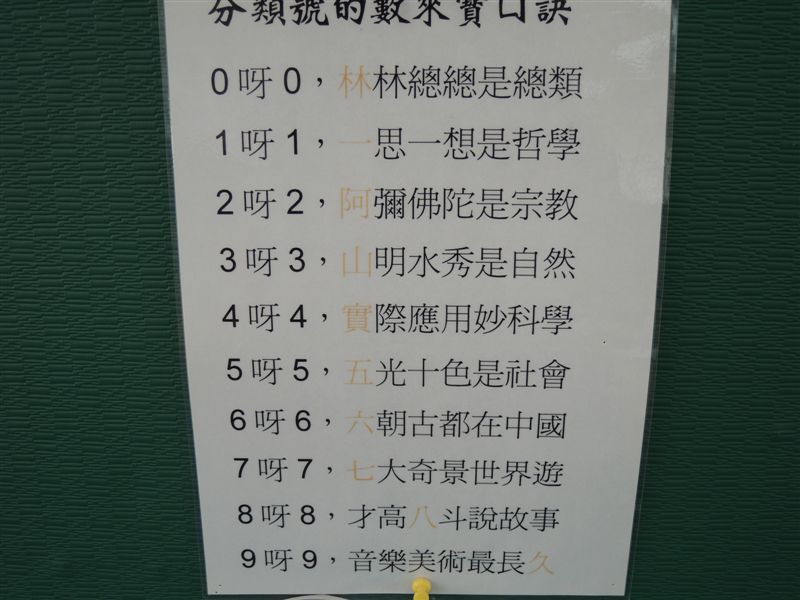 分類號的數來寶口訣
0 呀 0，林林總總是總類
1 呀 1，一思一想是哲學
2 呀 2，阿彌佛陀是宗教
3 呀 3，山明水秀是自然
4 呀 4，實際應用妙科學
5 呀 5，五光十色是社會
6 呀 6，六朝古都在中國
7 呀 7，七大奇景世界遊
8 呀 8，才高八斗說故事
9 呀 9，音樂美術最長久